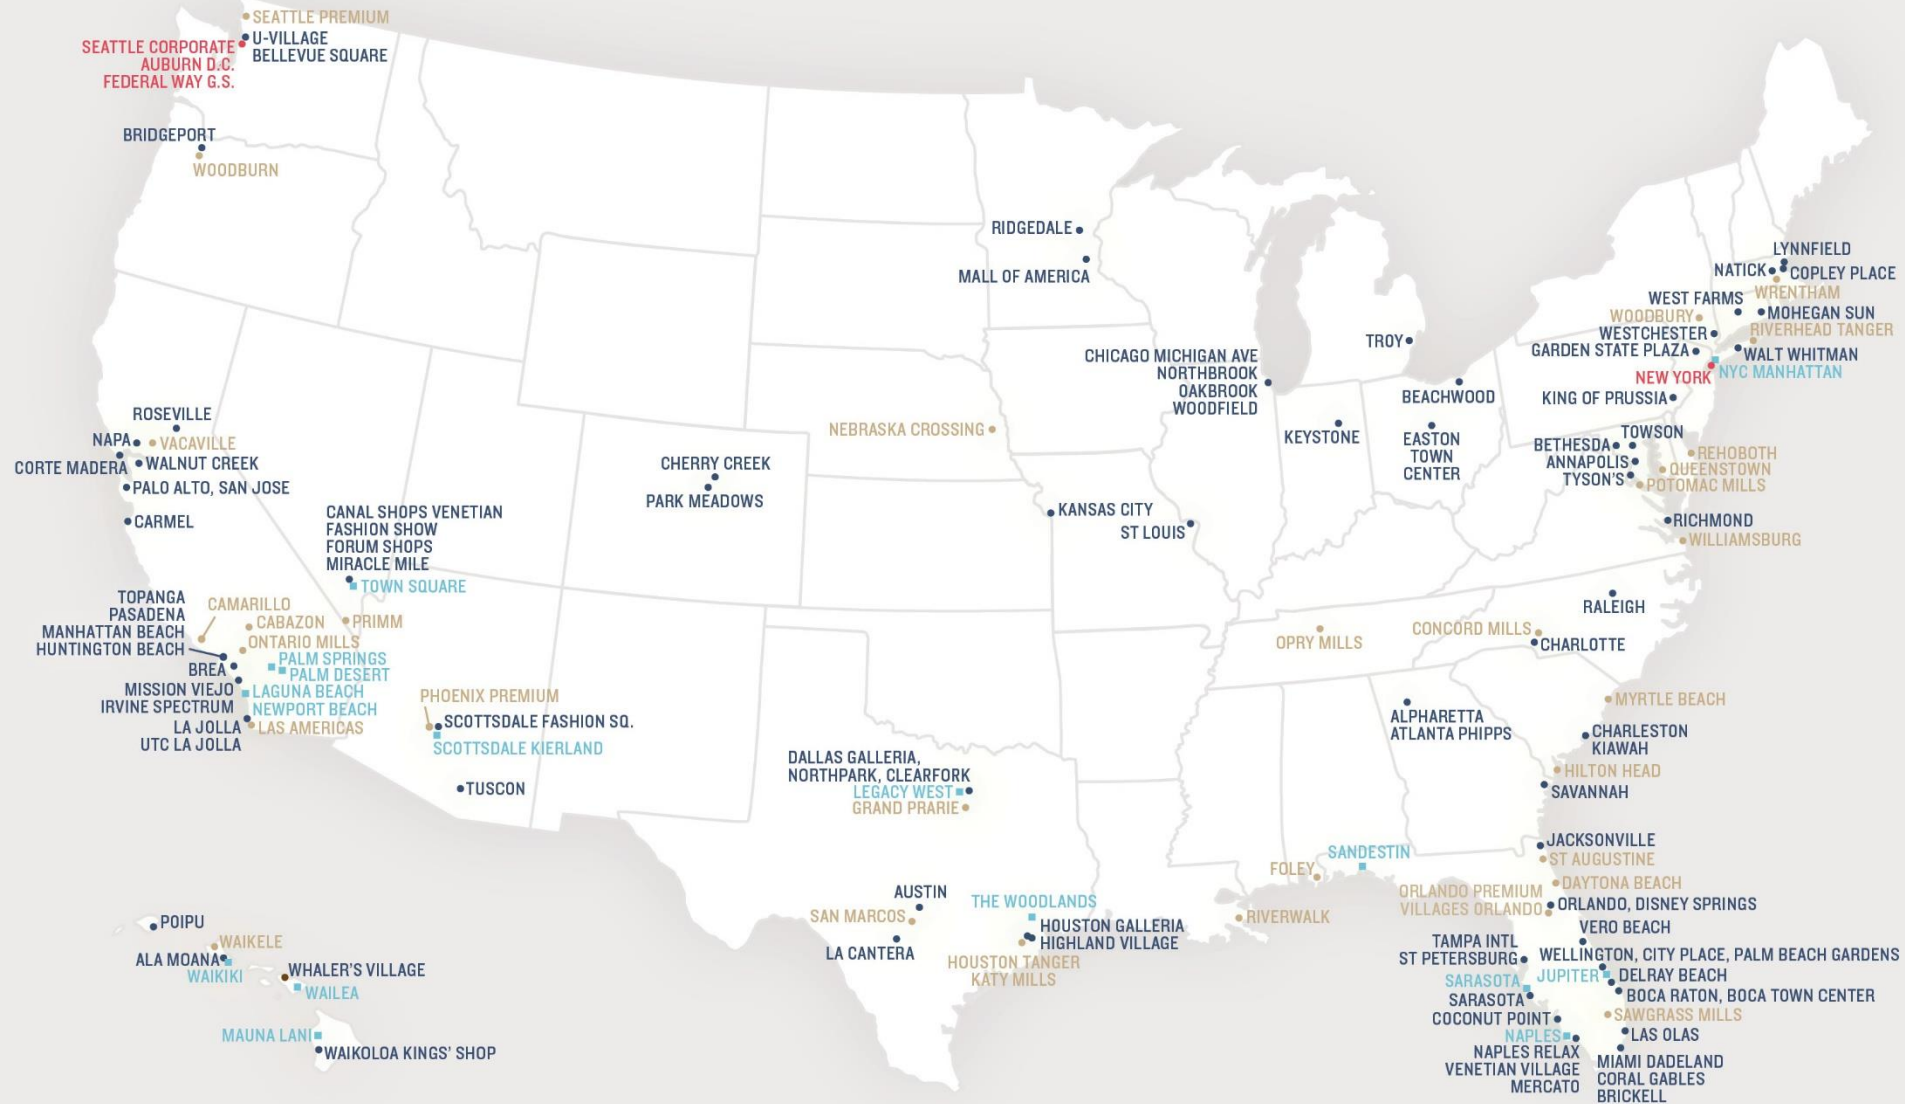 SEATTLE PREMIUM
U-VILLAGE
BELLEVUE SQUARE
SEATTLE CORPORATE
AUBURN D.C.
FEDERAL WAY G.S.
BRIDGEPORT
WOODBURN
RIDGEDALE
MALL OF AMERICA
LYNNFIELD
NATICK
COPLEY PLACE
WRENTHAM
WEST FARMS
WOODBURY
MOHEGAN SUN
WESTCHESTER
RIVERHEAD TANGER
GARDEN STATE PLAZA
WALT WHITMAN
NYC MANHATTAN
NEW YORK
KING OF PRUSSIA
TROY
CHICAGO MICHIGAN AVE
NORTHBROOK
OAKBROOK
WOODFIELD
BEACHWOOD
KEYSTONE
EASTON
TOWN
CENTER
TOWSON
BETHESDA
ANNAPOLIS
TYSON'S
REHOBOTH
QUEENSTOWN
POTOMAC MILLS
RICHMOND
WILLIAMSBURG
ROSEVILLE
NAPA
VACAVILLE
CORTE MADERA
WALNUT CREEK
PALO ALTO, SAN JOSE
CARMEL
NEBRASKA CROSSING
CHERRY CREEK
PARK MEADOWS
KANSAS CITY
ST LOUIS
CANAL SHOPS VENETIAN
FASHION SHOW
FORUM SHOPS
MIRACLE MILE
TOWN SQUARE
TOPANGA
PASADENA
MANHATTAN BEACH
HUNTINGTON BEACH
CAMARILLO
CABAZON
PRIMM
ONTARIO MILLS
PALM SPRINGS
PALM DESERT
BREA
MISSION VIEJO
IRVINE SPECTRUM
LAGUNA BEACH
NEWPORT BEACH
LA JOLLA
UTC LA JOLLA
LAS AMERICAS
PHOENIX PREMIUM
SCOTTSDALE FASHION SQ.
SCOTTSDALE KIERLAND
TUSCON
RALEIGH
OPRY MILLS
CONCORD MILLS
CHARLOTTE
MYRTLE BEACH
ALPHARETTA
ATLANTA PHIPPS
CHARLESTON
KIAWAH
HILTON HEAD
SAVANNAH
DALLAS GALLERIA,
NORTHPARK, CLEARFORK
LEGACY WEST
GRAND PRARIE
AUSTIN
SAN MARCOS
LA CANTERA
THE WOODLANDS
HOUSTON GALLERIA
HIGHLAND VILLAGE
HOUSTON TANGER
KATY MILLS
RIVERWALK
FOLEY
SANDESTIN
JACKSONVILLE
ST AUGUSTINE
DAYTONA BEACH
ORLANDO PREMIUM
VILLAGES ORLANDO
ORLANDO, DISNEY SPRINGS
VERO BEACH
TAMPA INTL
ST PETERSBURG
WELLINGTON, CITY PLACE, PALM BEACH GARDENS
JUPITER
DELRAY BEACH
SARASOTA
SARASOTA
BOCA RATON, BOCA TOWN CENTER
COCONUT POINT
SAWGRASS MILLS
NAPLES
LAS OLAS
NAPLES RELAX
VENETIAN VILLAGE
MERCATO
MIAMI DADELAND
CORAL GABLES
BRICKELL
POIPU
WAIKELE
ALA MOANA
WAIKIKI
WHALER'S VILLAGE
WAILEA
MAUNA LANI
WAIKOLOA KINGS' SHOP